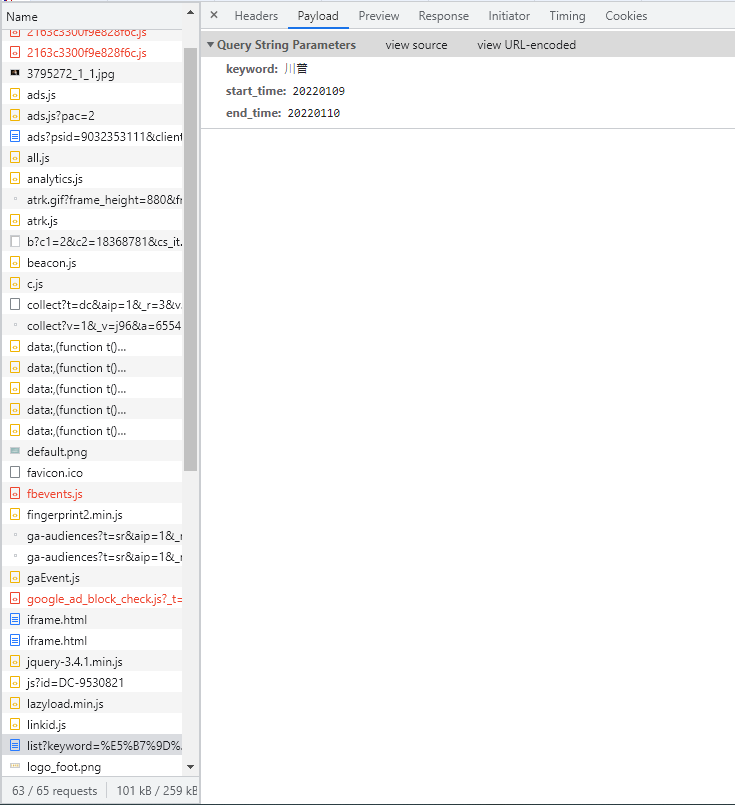 Name
2163c3300f9e828f6c.js
2163c3300f9e828f6c.js
3795272_1_1.jpg
ads.js
ads.js?pac=2
ads?psid=9032353111&client
all.js
analytics.js
atrk.gif?frame_height=880&fr
atrk.js
b?c1=2&c2=18368781&cs_it.
beacon.js
c.js
collect?t=dc&aip=1&_r=3&v.
collect?v=1&_v=j96&a=6554
data:,(function t()...
data:,(function t()...
data:,(function t()...
data:,(function t()...
data:,(function t()...
default.png
favicon.ico
fbevents.js
fingerprint2.min.js
ga-audiences?t=sr&aip=1&_r
ga-audiences?t=sr&aip=1&_r
gaEvent.js
google_ad_block_check.js?_t=
iframe.html
iframe.html
jquery-3.4.1.min.js
js?id=DC-9530821
lazyload.min.js
linkid.js
list?keyword=%E5%B7%9D%.
logo_foot.png
63 / 65 requests 101 kB / 259 kB
Headers Payload Preview Response Initiator Timing Cookies
Query String Parameters view source view URL-encoded
keyword: 川普
start_time: 20220109
end_time: 20220110